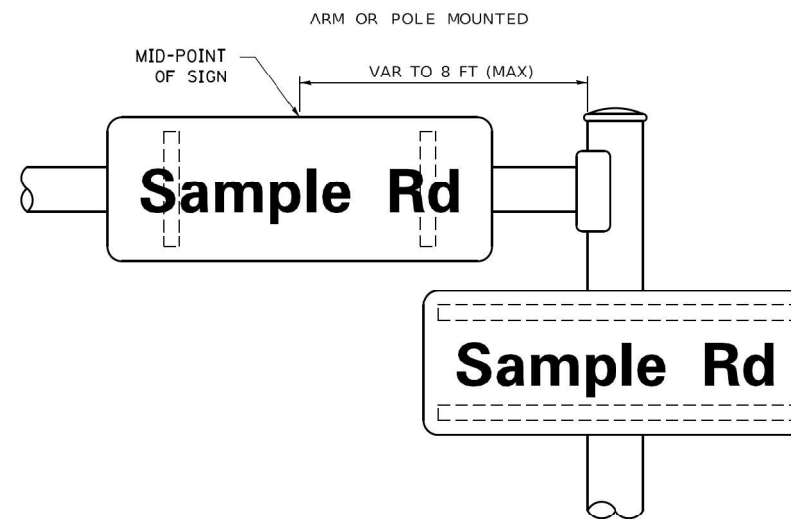 ARM OR POLE MOUNTED
MID-POINT
OF SIGN
VAR TO 8 FT (MAX)
Sample Rd
Sample Rd